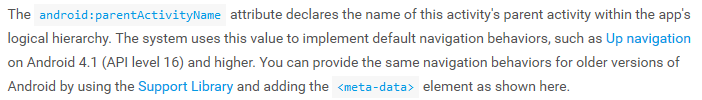 The android:parentActivityName attribute declares the name of this activity's parent activity within the app's
logical hierarchy. The system uses this value to implement default navigation behaviors, such as Up navigation
on Android 4.1 (API level 16) and higher. You can provide the same navigation behaviors for older versions of
Android by using the Support Library and adding the <meta-data> element as shown here.